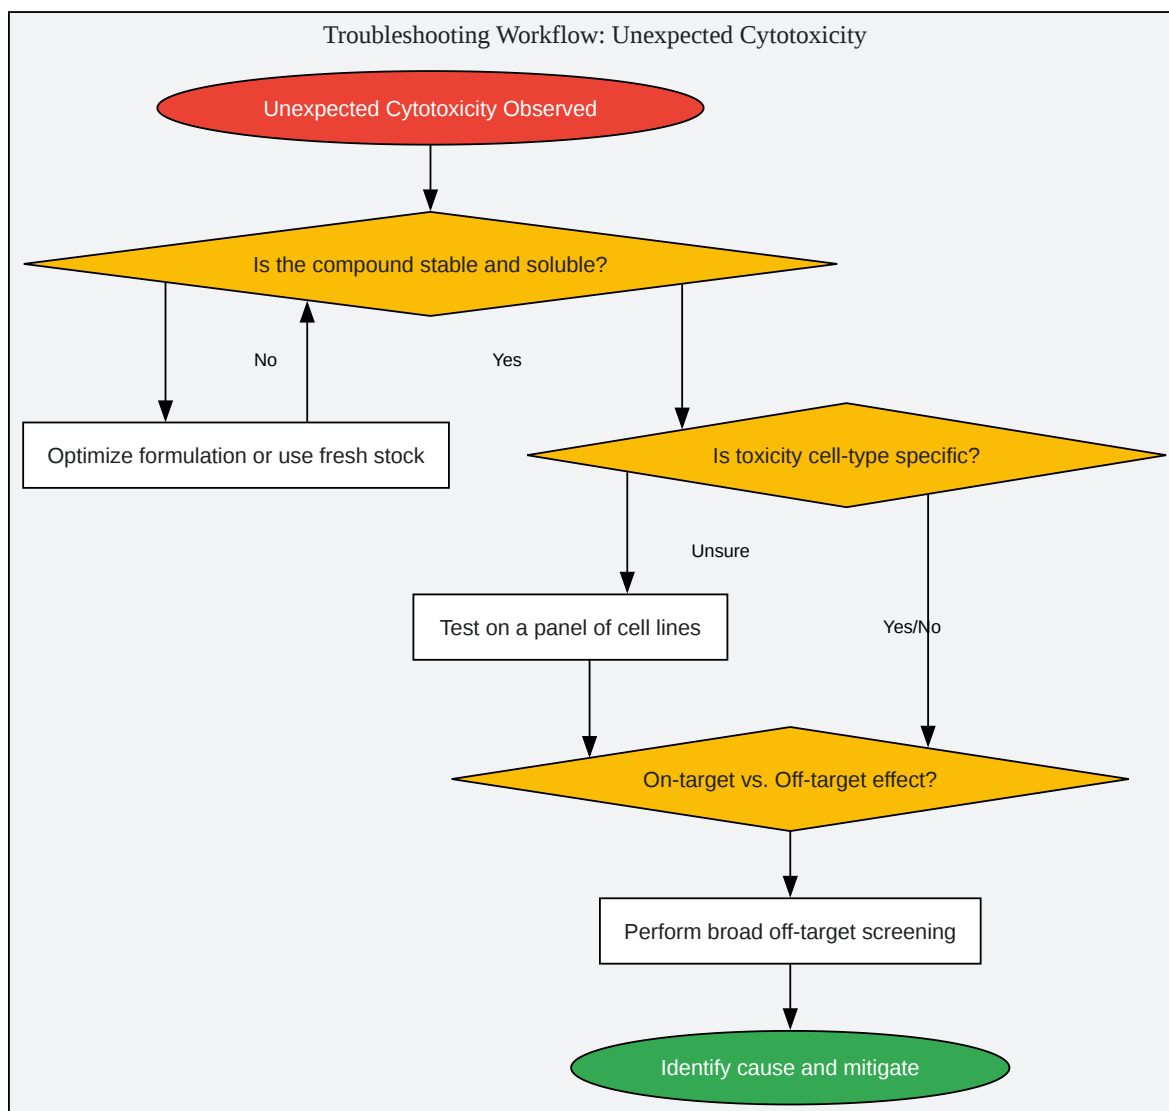 Troubleshooting Workflow: Unexpected Cytotoxicity
Unexpected Cytotoxicity Observed
Is the compound stable and soluble?
No
Yes
Optimize formulation or use fresh stock
Is toxicity cell-type specific?
Unsure
Test on a panel of cell lines
Yes/No
On-target vs. Off-target effect?
Perform broad off-target screening
Identify cause and mitigate